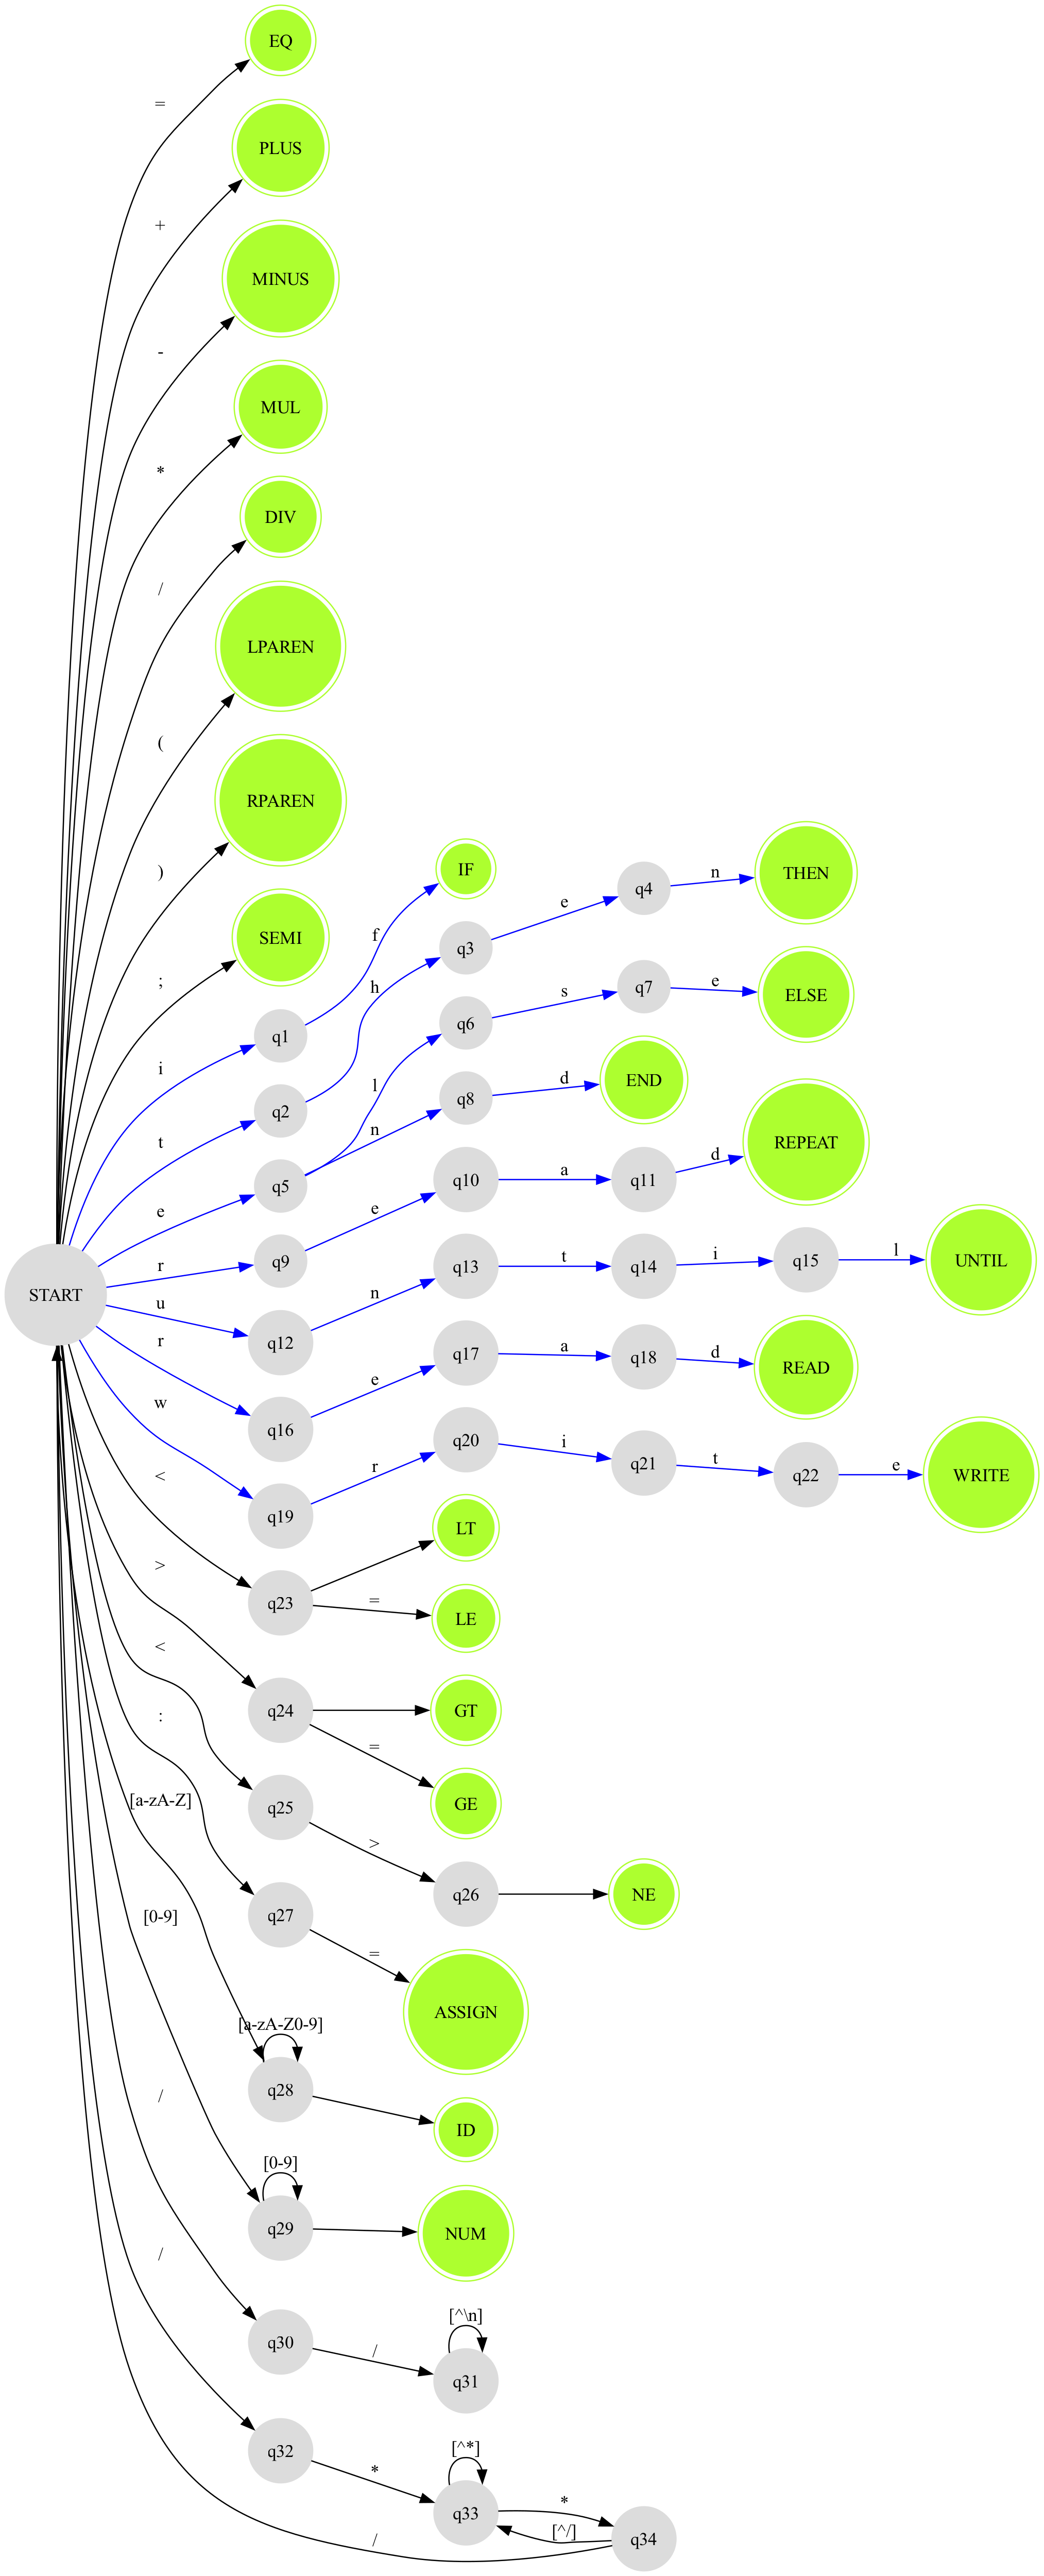 EQ
=
PLUS
+
MINUS
-
MUL
*
DIV
/
LPAREN
(
RPAREN
)
SEMI
;
IF
f
q1
i
THEN
n
q4
e
q3
h
q2
t
ELSE
e
q7
s
q6
l
END
d
q8
n
q5
e
REPEAT
d
q11
a
q10
e
q9
r
START
UNTIL
l
q15
i
q14
t
q13
n
q12
u
READ
d
q18
a
q17
e
q16
r
WRITE
e
q22
t
q21
i
q20
r
q19
w
LT
q23
<
LE
=
GT
q24
>
GE
=
q25
<
>
q26
NE
:
q27
=
ASSIGN
[a-zA-Z]
[a-zA-Z0-9]
q28
ID
[0-9]
[0-9]
q29
NUM
/
q30
/
[^\n]
q31
/
q32
*
[^*]
q33
*
[^/]
q34
/